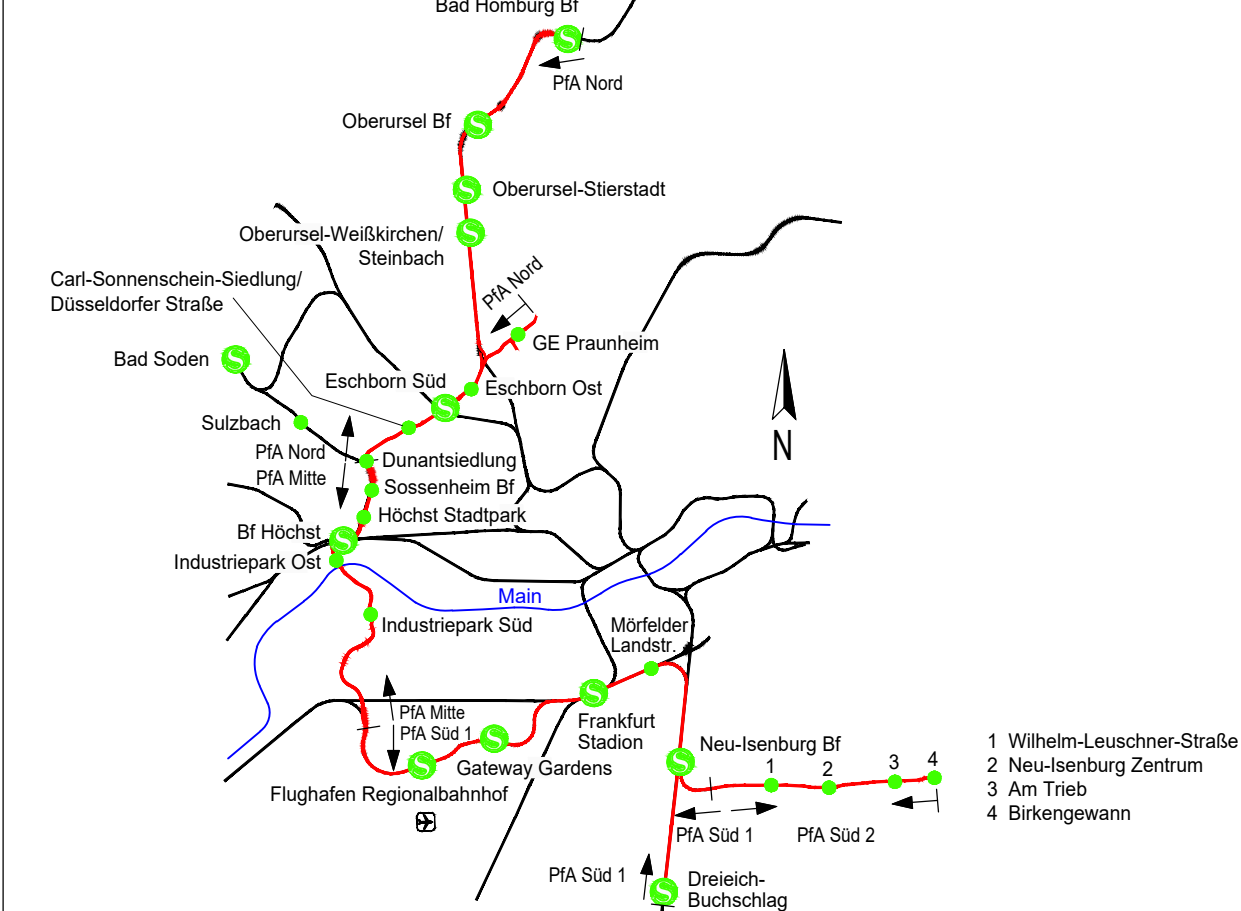 Bad Homburg Bf
PfA Nord
Oberursel Bf
Oberursel-Stierstadt
Oberursel-Weißkirchen/
Steinbach
Carl-Sonnenschein-Siedlung/
Düsseldorfer Straße
PfA Nord
GE Praunheim
Bad Soden
Eschborn Süd
Eschborn Ost
Sulzbach
PfA Nord
PfA Mitte
Dunantsiedlung
Sossenheim Bf
Höchst Stadtpark
N
Bf Höchst
Industriepark Ost
Main
Industriepark Süd
Mörfelder
Landstr.
PfA Mitte
PfA Süd 1
Frankfurt
Stadion
Gateway Gardens
Flughafen Regionalbahnhof
Neu-Isenburg Bf
1
2
3
4
1 Wilhelm-Leuschner-Straße
2 Neu-Isenburg Zentrum
3 Am Trieb
4 Birkengewann
PfA Süd 1
PfA Süd 2
PfA Süd 1
Dreieich-
Buchschlag